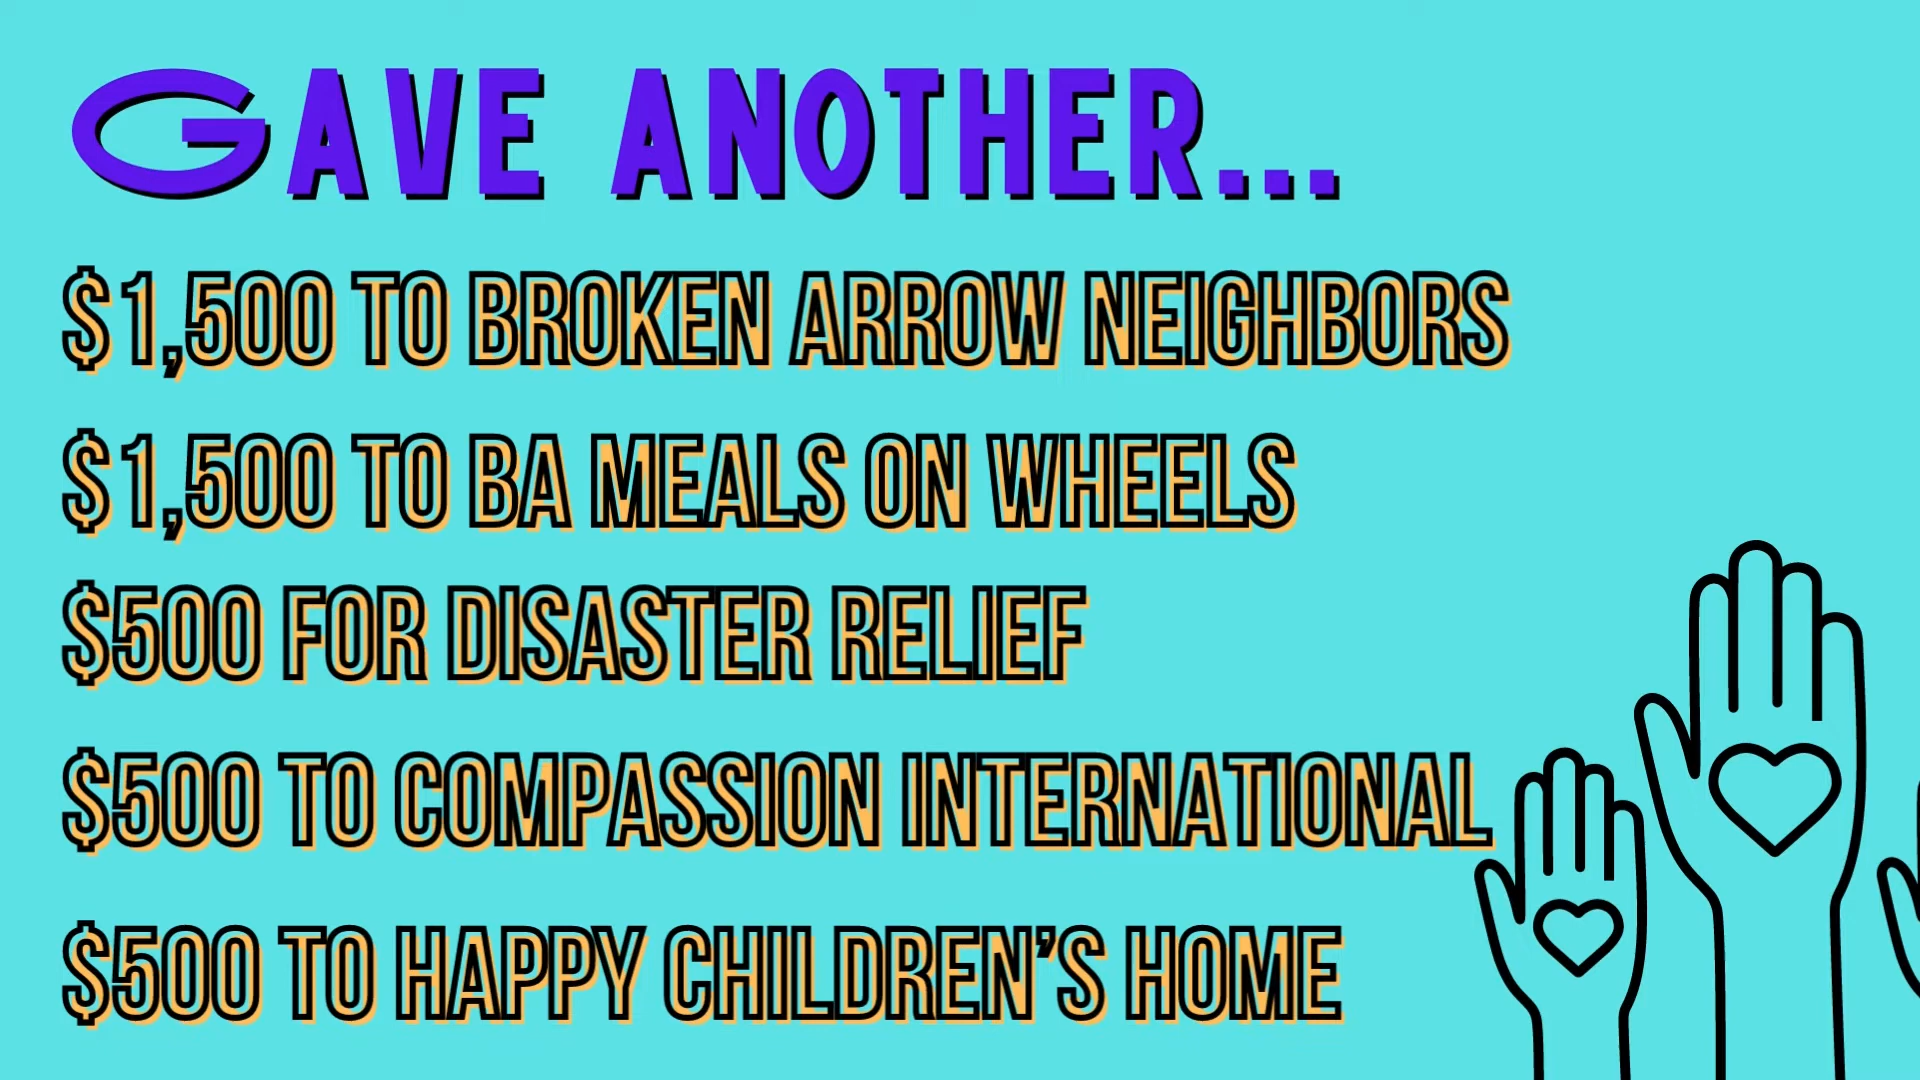 GAVE ANOTHER...
$1,500 TO BROKEN ARROW NEIGHBORS
$1,500 TO BA MEALS ON WHEELS
$500 FOR DISASTER RELIEF
$500 TO COMPASSION INTERNATIONAL
$500 TO HAPPY CHILDREN’S HOME